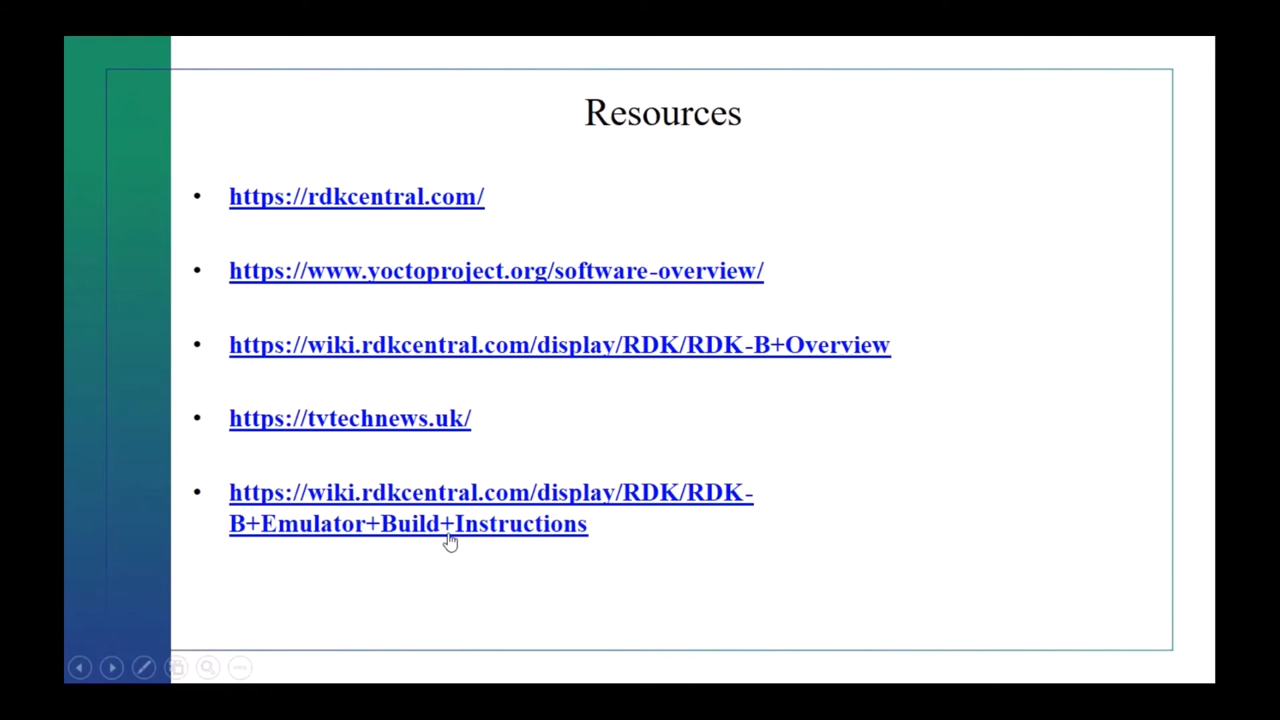 Resources
• https://rdkcentral.com/
• https://www.yoctoproject.org/software-overview/
• https://wiki.rdkcentral.com/display/RDK/RDK-B+Overview
• https://tvtechnews.uk/
• https://wiki.rdkcentral.com/display/RDK/RDK-
B+Emulator+Build+Instructions